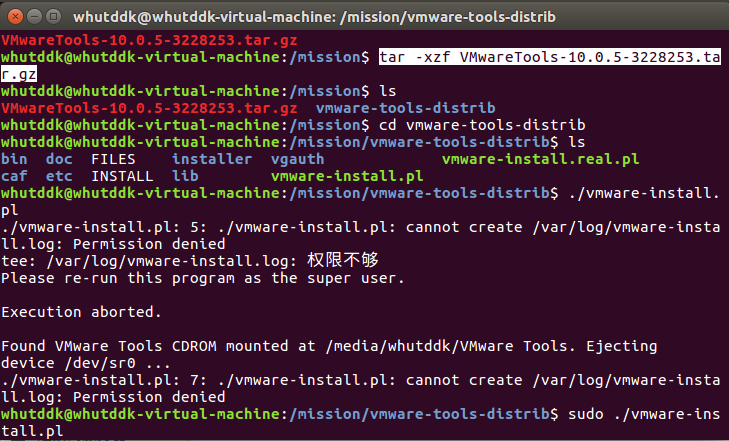 whutddk@whutddk-virtual-machine: /mission/vmware-tools-distrib
VMwareTools-10.0.5-3228253.tar.gz
whutddk@whutddk-virtual-machine:/mission$ tar -xzf VMwareTools-10.0.5-3228253.ta
r.gz
whutddk@whutddk-virtual-machine:/mission$ ls
VMwareTools-10.0.5-3228253.tar.gz  vmware-tools-distrib
whutddk@whutddk-virtual-machine:/mission$ cd vmware-tools-distrib
whutddk@whutddk-virtual-machine:/mission/vmware-tools-distrib$ ls
bin  doc  FILES    installer  vgauth             vmware-install.real.pl
caf  etc  INSTALL  lib        vmware-install.pl
whutddk@whutddk-virtual-machine:/mission/vmware-tools-distrib$ ./vmware-install.
pl
./vmware-install.pl: 5: ./vmware-install.pl: cannot create /var/log/vmware-insta
ll.log: Permission denied
tee: /var/log/vmware-install.log: 权限不够
Please re-run this program as the super user.
Execution aborted.
Found VMware Tools CDROM mounted at /media/whutddk/VMware Tools. Ejecting
device /dev/sr0 ...
./vmware-install.pl: 7: ./vmware-install.pl: cannot create /var/log/vmware-insta
ll.log: Permission denied
whutddk@whutddk-virtual-machine:/mission/vmware-tools-distrib$ sudo ./vmware-ins
tall.pl